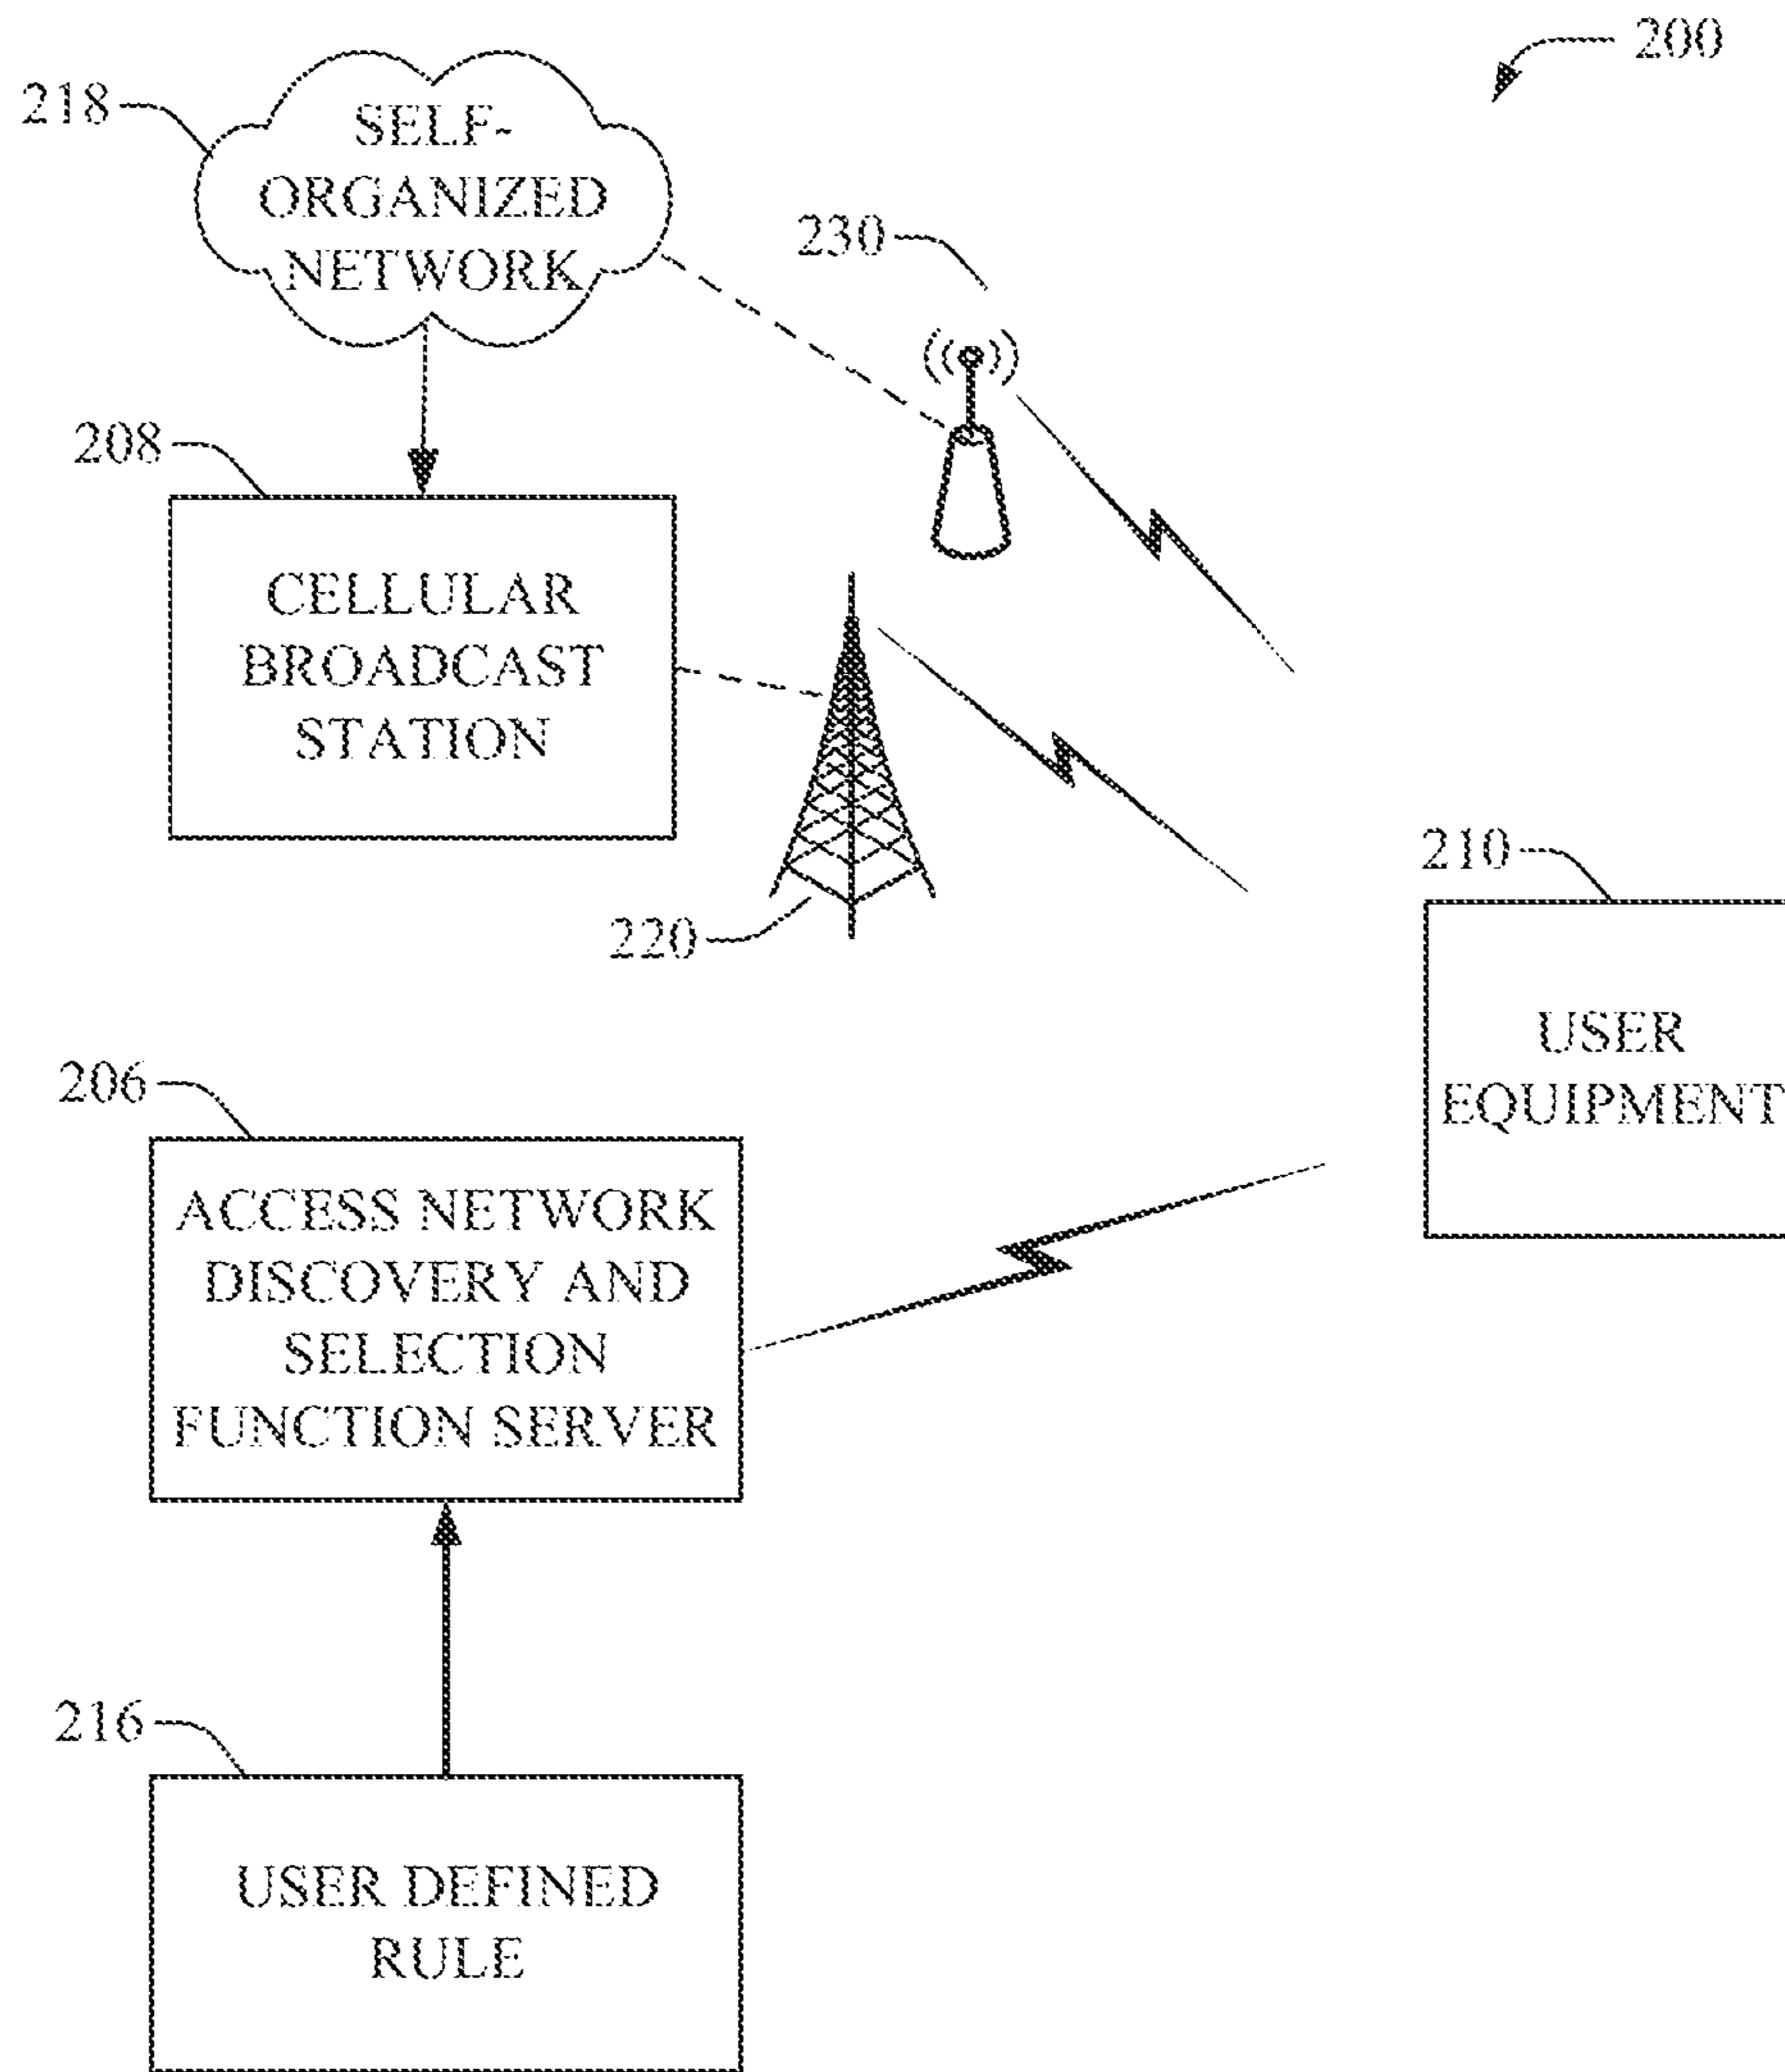 200
218
SELF-
ORGANIZED
NETWORK
230
208
CELLULAR
BROADCAST
STATION
220
210
USER
EQUIPMENT
206
ACCESS NETWORK
DISCOVERY AND
SELECTION
FUNCTION SERVER
216
USER DEFINED
RULE